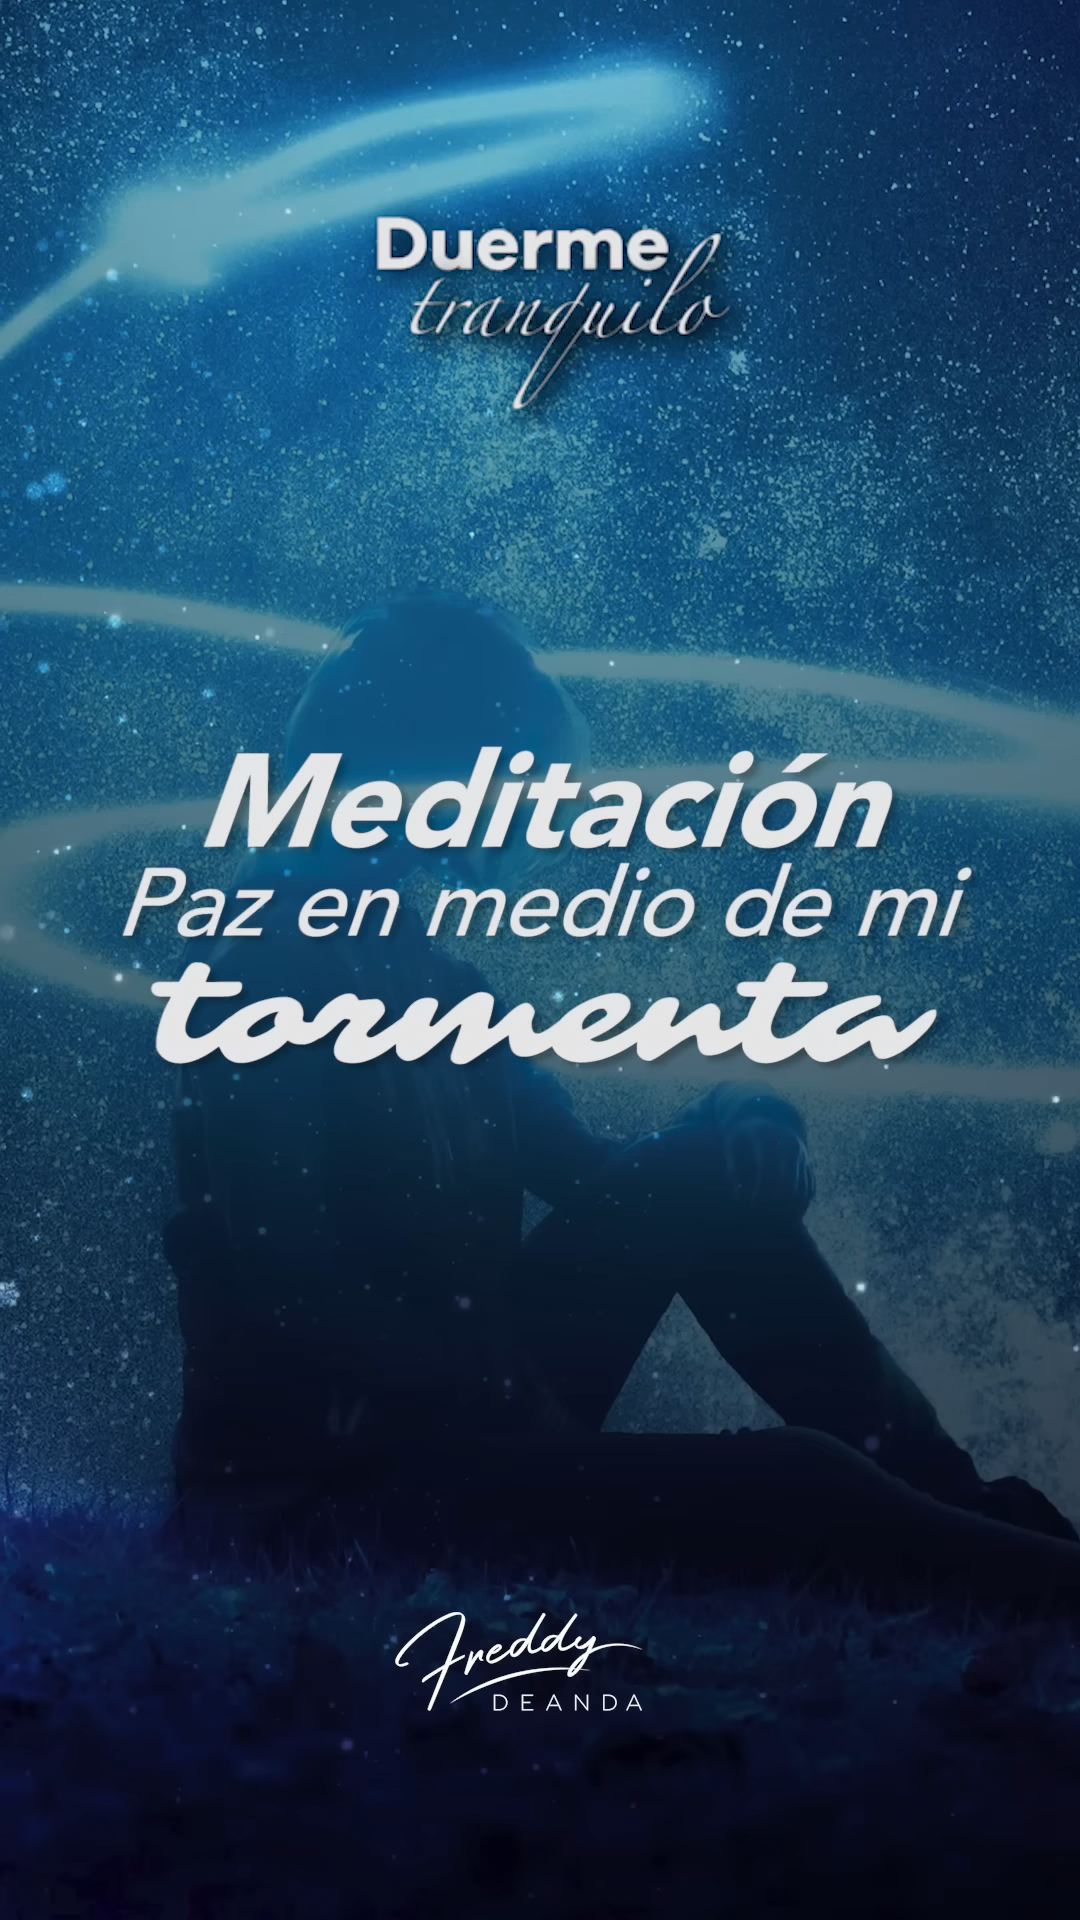 Duerme
tranquilo
Meditación
Paz en medio de mi
tormenta
Freddy
DEANDA